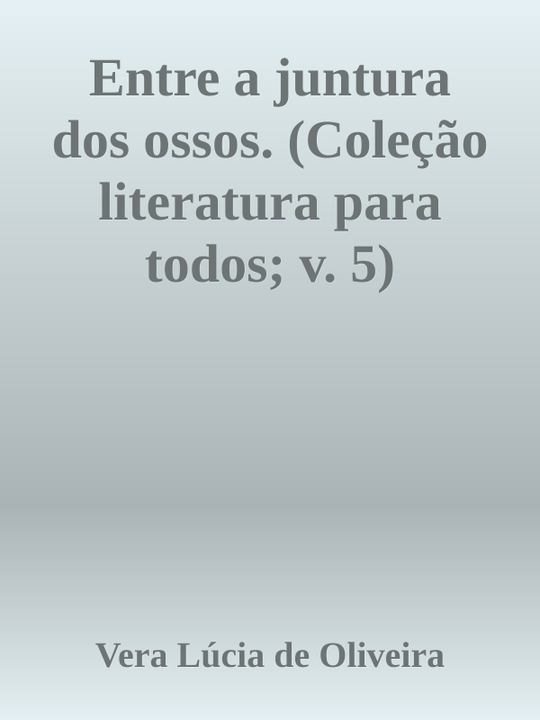 Entre a juntura
dos ossos. (Coleção
literatura para
todos; v. 5)
Vera Lúcia de Oliveira